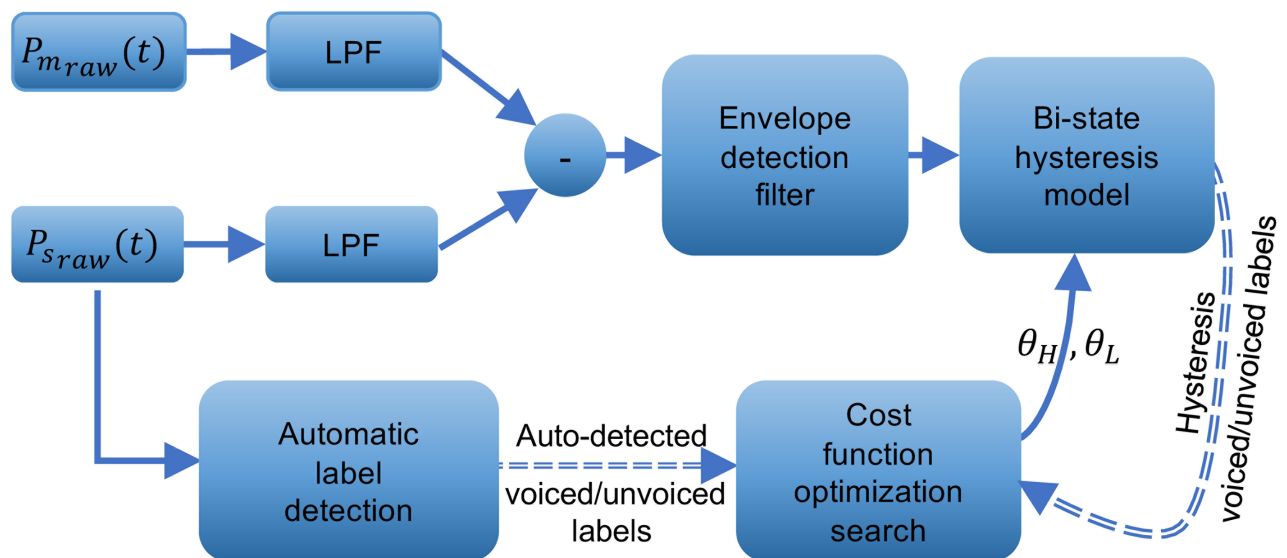 P_{m_{raw}}(t)
LPF
-
Envelope
detection
filter
Bi-state
hysteresis
model
P_{s_{raw}}(t)
LPF
Hysteresis
voiced/unvoiced labels
θ_H, θ_L
Automatic
label
detection
Auto-detected
voiced/unvoiced
labels
Cost
function
optimization
search